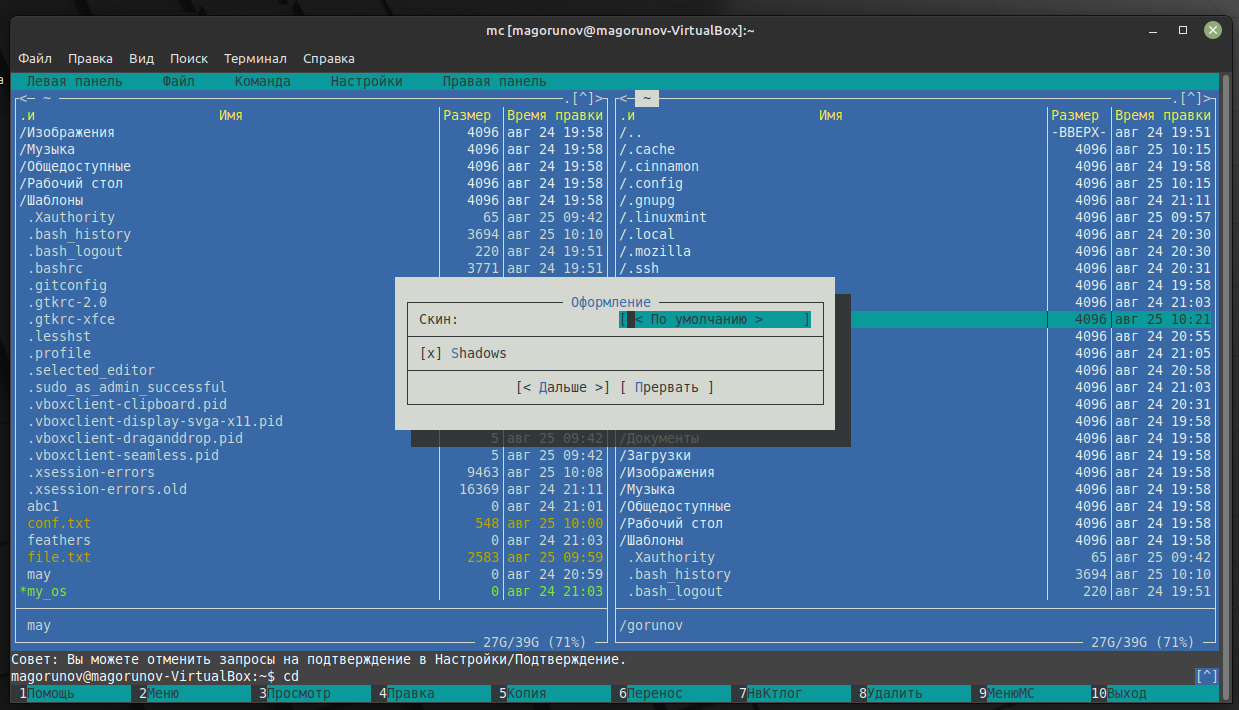 mc [magorunov@magorunov-VirtualBox]:~
Файл Правка Вид Поиск Терминал Справка
Левая панель Файл Команда Настройки Правая панель
<─ ~ .[^]> <─ ~ .[^]>
.и Имя Размер Время правки .и Имя Размер Время правки
/Изображения 4096 авг 24 19:58 /.. -ВВЕРХ- авг 24 19:51
/Музыка 4096 авг 24 19:58 /.cache 4096 авг 25 10:15
/Общедоступные 4096 авг 24 19:58 /.cinnamon 4096 авг 24 19:58
/Рабочий стол 4096 авг 24 19:58 /.config 4096 авг 25 10:15
/Шаблоны 4096 авг 24 19:58 /.gnupg 4096 авг 24 21:11
.Xauthority 65 авг 25 09:42 /.linuxmint 4096 авг 25 09:57
.bash_history 3694 авг 25 10:10 /.local 4096 авг 24 20:30
.bash_logout 220 авг 24 19:51 /.mozilla 4096 авг 24 20:30
.bashrc 3771 авг 24 19:51 /.ssh 4096 авг 24 20:31
.gitconfig 4096 авг 24 19:58
.gtkrc-2.0 Оформление 4096 авг 24 21:03
.gtkrc-xfce Скин: [ < По умолчанию > ] 4096 авг 25 10:21
.lesshst 4096 авг 24 20:55
.profile [x] Shadows 4096 авг 24 21:05
.selected_editor 4096 авг 24 20:58
.sudo_as_admin_successful [< Дальше >] [ Прервать ] 4096 авг 24 21:03
.vboxclient-clipboard.pid 4096 авг 24 20:31
.vboxclient-display-svga-x11.pid 4096 авг 24 19:58
.vboxclient-draganddrop.pid 5 авг 25 09:42 /Документы 4096 авг 24 19:58
.vboxclient-seamless.pid 5 авг 25 09:42 /Загрузки 4096 авг 24 19:58
.xsession-errors 9463 авг 25 10:08 /Изображения 4096 авг 24 19:58
.xsession-errors.old 16369 авг 24 21:11 /Музыка 4096 авг 24 19:58
abc1 0 авг 24 21:01 /Общедоступные 4096 авг 24 19:58
conf.txt 548 авг 25 10:00 /Рабочий стол 4096 авг 24 19:58
feathers 0 авг 24 21:03 /Шаблоны 4096 авг 24 19:58
file.txt 2583 авг 25 09:59 .Xauthority 65 авг 25 09:42
may 0 авг 24 20:59 .bash_history 3694 авг 25 10:10
*my_os 0 авг 24 21:03 .bash_logout 220 авг 24 19:51
may /gorunov
27G/39G (71%) 27G/39G (71%)
Совет: Вы можете отменить запросы на подтверждение в Настройки/Подтверждение.
magorunov@magorunov-VirtualBox:~$ cd [^]
1Помощь 2Меню 3Просмотр 4Правка 5Копия 6Перенос 7НвКтлог 8Удалить 9МенюМС 10Выход